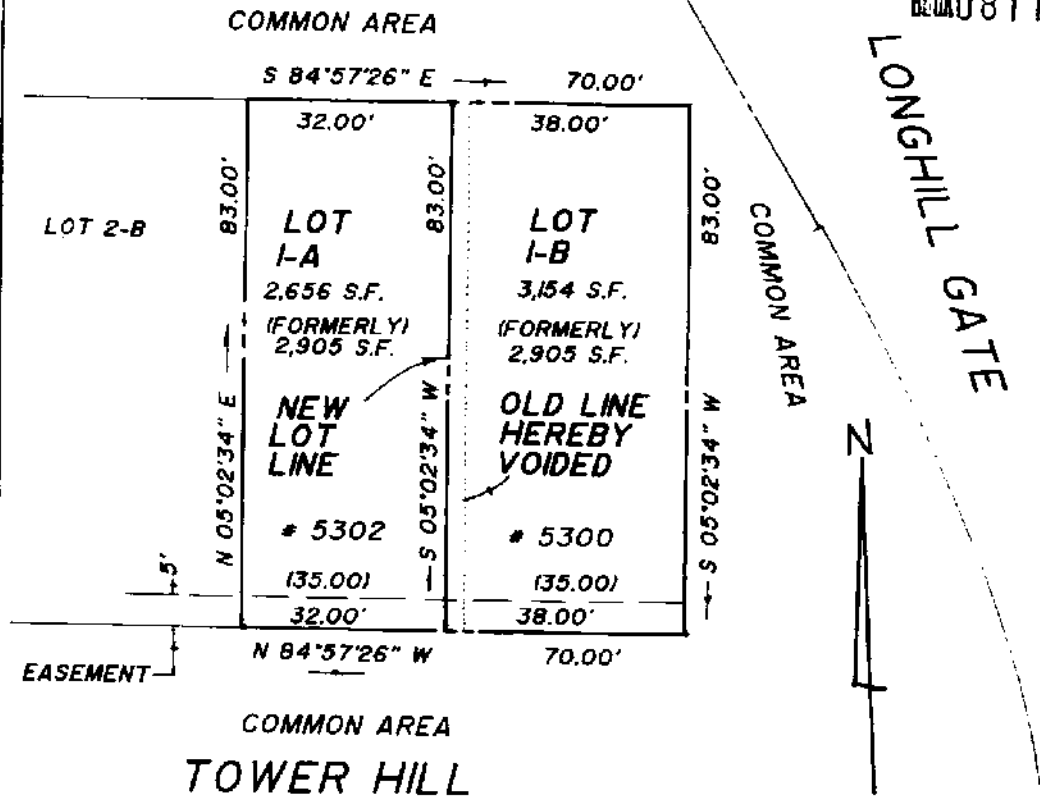 COMMON AREA
S 84°57'26" E 70.00'
32.00' 38.00'
83.00' 83.00' 83.00'
LOT 2-B
LOT
1-A
2,656 S.F.
(FORMERLY)
2,905 S.F.
LOT
1-B
3,154 S.F.
(FORMERLY)
2,905 S.F.
NEW
LOT
LINE
OLD LINE
HEREBY
VOIDED
N 05°02'34" E
S 05°02'34" W
S 05°02'34" W
# 5302
# 5300
(35.00)
(35.00)
5'
32.00'
38.00'
N 84°57'26" W 70.00'
EASEMENT
COMMON AREA
TOWER HILL
COMMON AREA
LONGHILL GATE
N